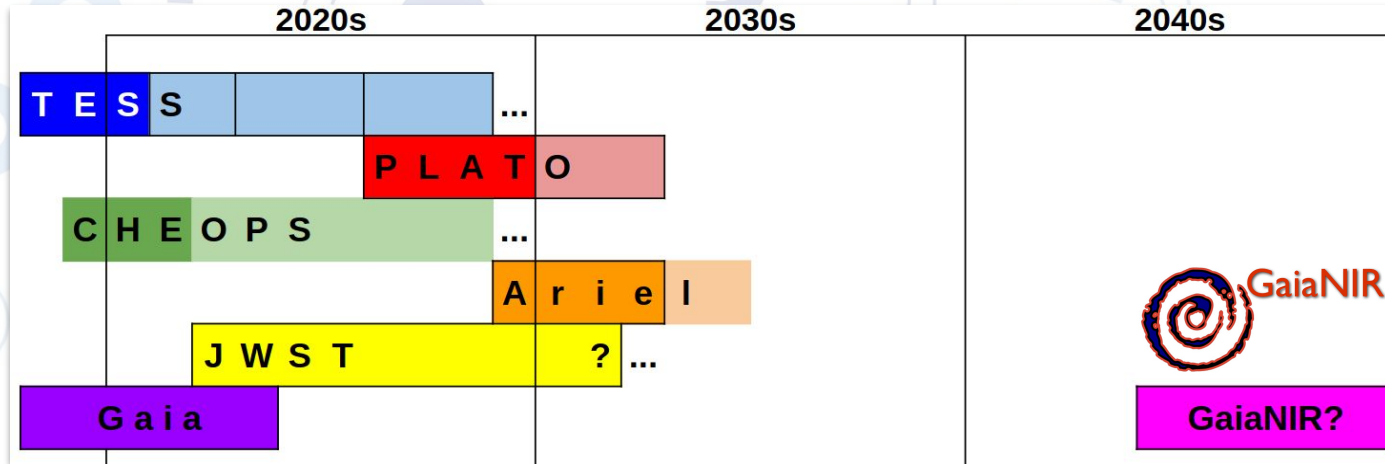 2020s 2030s 2040s
T E S S ...
P L A T O
C H E O P S ...
A r i e l
GaiaNIR
J W S T ? ...
G a i a GaiaNIR?